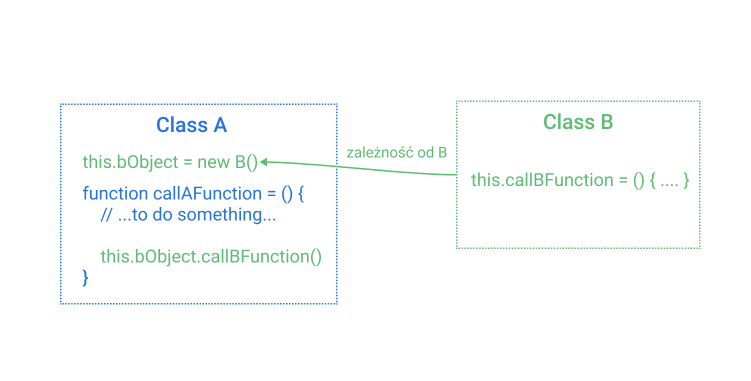 Class A
this.bObject = new B()
function callAFunction = () {
// ...to do something...
this.bObject.callBFunction()
}
zależność od B
Class B
this.callBFunction = () { .... }